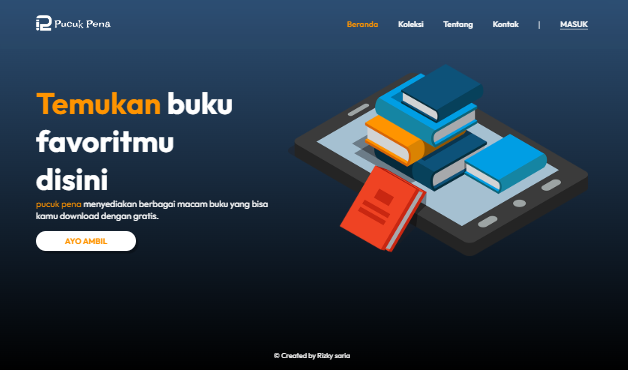 Pucuk Pena
Beranda Koleksi Tentang Kontak | MASUK
Temukan buku
favoritmu
disini
pucuk pena menyediakan berbagai macam buku yang bisa
kamu download dengan gratis.
AYO AMBIL
© Created by Rizky saria